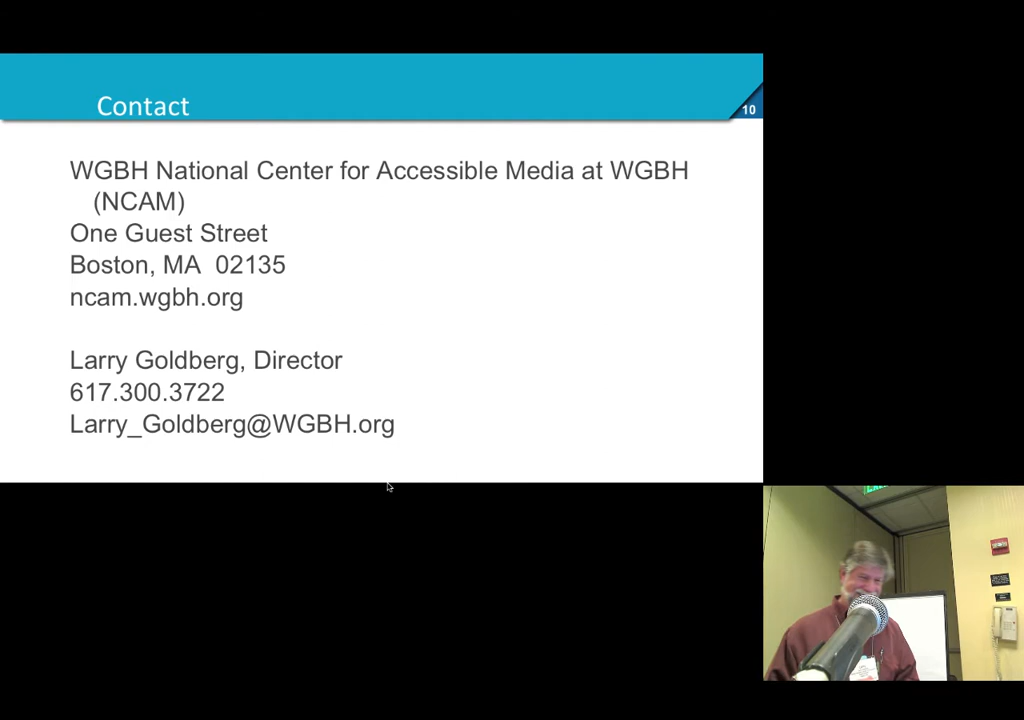 Contact
10
WGBH National Center for Accessible Media at WGBH
(NCAM)
One Guest Street
Boston, MA 02135
ncam.wgbh.org
Larry Goldberg, Director
617.300.3722
Larry_Goldberg@WGBH.org